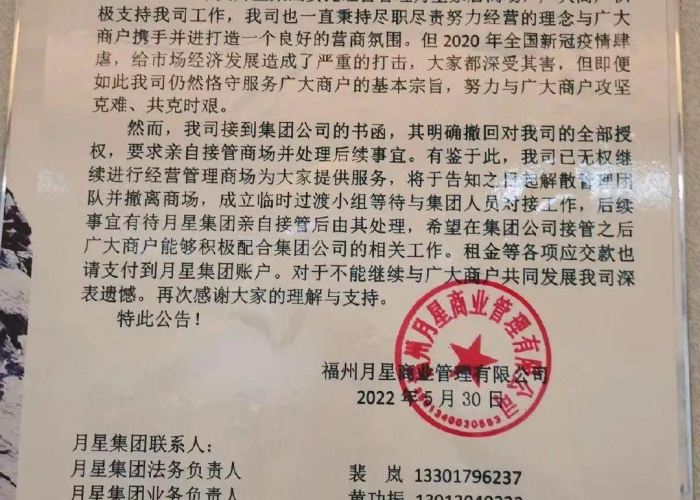 极支持我司工作，我司也一直秉持尽职尽责努力经营的理念与广大
商户携手并进打造一个良好的营商氛围。但 2020 年全国新冠疫情肆
虐，给市场经济发展造成了严重的打击，大家都深受其害，但即便
如此我司仍然恪守服务广大商户的基本宗旨，努力与广大商户攻坚
克难、共克时艰。
然而，我司接到集团公司的书函，其明确撤回对我司的全部授
权，要求亲自接管商场并处理后续事宜。有鉴于此，我司已无权继
续进行经营管理商场为大家提供服务，将于告知之日起解散管理团
队并撤离商场，成立临时过渡小组等待与集团人员对接工作，后续
事宜有待月星集团亲自接管后由其处理，希望在集团公司接管之后
广大商户能够积极配合集团公司的相关工作。租金等各项应交款也
请支付到月星集团账户。对于不能继续与广大商户共同发展我司深
表遗憾。再次感谢大家的理解与支持。
特此公告！
福州月星商业管理有限公司
福州月星商业管理有限公司
2022 年 5 月 30 日
月星集团联系人：
月星集团法务负责人 裴 岚 13301796237
月星集团业务负责人